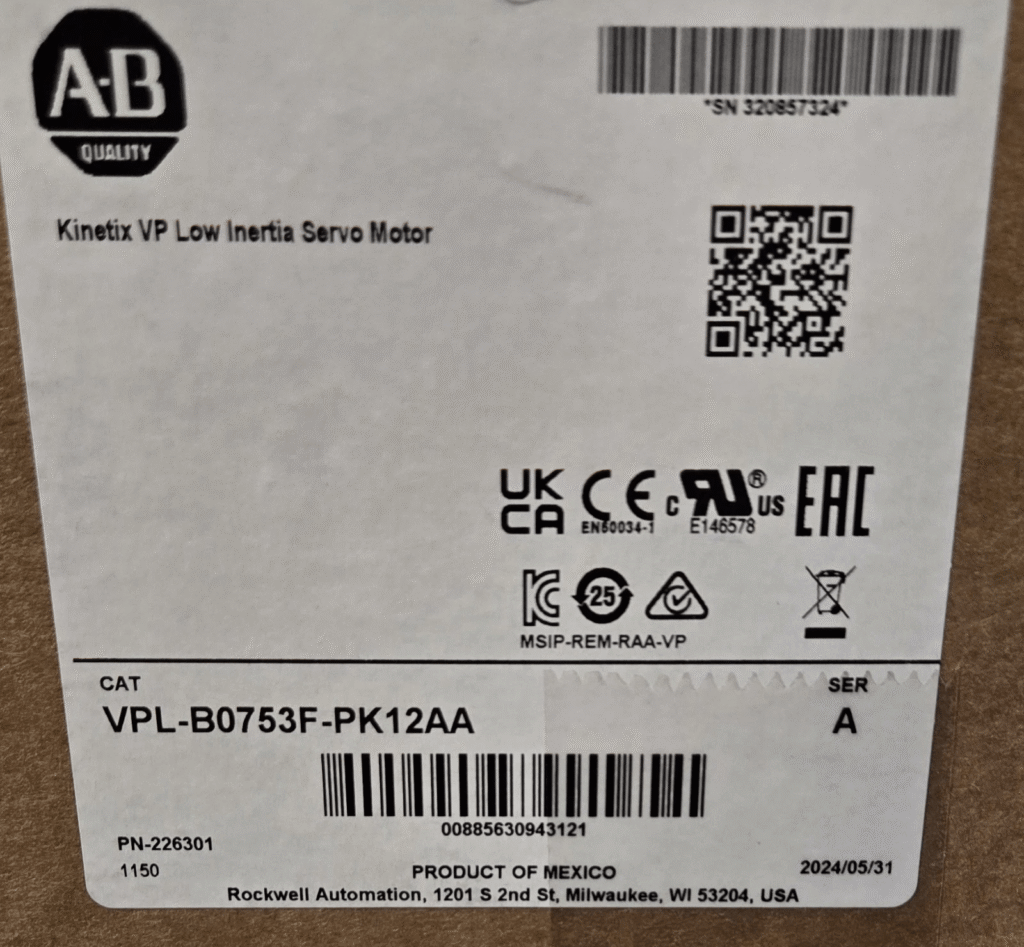 A-B
QUALITY
*SN 320857324*
Kinetix VP Low Inertia Servo Motor
UK
CA
CE
EN60034-1
c RU® US
E146578
EAC
KC
25
MSIP-REM-RAA-VP
CAT
SER
VPL-B0753F-PK12AA
A
00885630943121
PN-226301
1150
PRODUCT OF MEXICO
2024/05/31
Rockwell Automation, 1201 S 2nd St, Milwaukee, WI 53204, USA